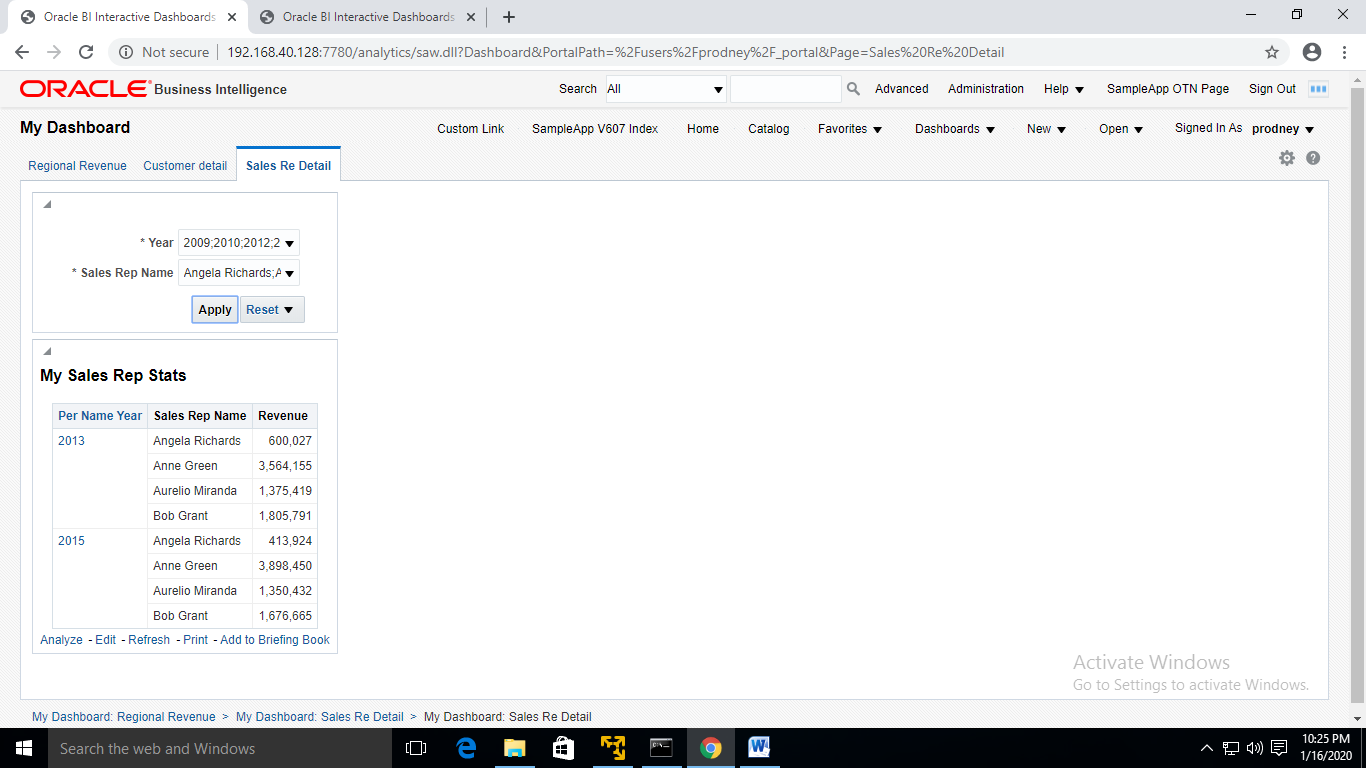 Oracle BI Interactive Dashboards
Oracle BI Interactive Dashboards
Not secure 192.168.40.128:7780/analytics/saw.dll?Dashboard&PortalPath=%2Fusers%2Fprodney%2F_portal&Page=Sales%20Re%20Detail
ORACLE Business Intelligence
Search All Advanced Administration Help SampleApp OTN Page Sign Out
My Dashboard
Custom Link SampleApp V607 Index Home Catalog Favorites Dashboards New Open Signed In As prodney
Regional Revenue Customer detail Sales Re Detail
* Year 2009;2010;2012;2
* Sales Rep Name Angela Richards;A
Apply Reset
My Sales Rep Stats
Per Name Year Sales Rep Name Revenue
2013 Angela Richards 600,027
Anne Green 3,564,155
Aurelio Miranda 1,375,419
Bob Grant 1,805,791
2015 Angela Richards 413,924
Anne Green 3,898,450
Aurelio Miranda 1,350,432
Bob Grant 1,676,665
Analyze - Edit - Refresh - Print - Add to Briefing Book
Activate Windows
Go to Settings to activate Windows.
My Dashboard: Regional Revenue > My Dashboard: Sales Re Detail > My Dashboard: Sales Re Detail
Search the web and Windows
10:25 PM
1/16/2020